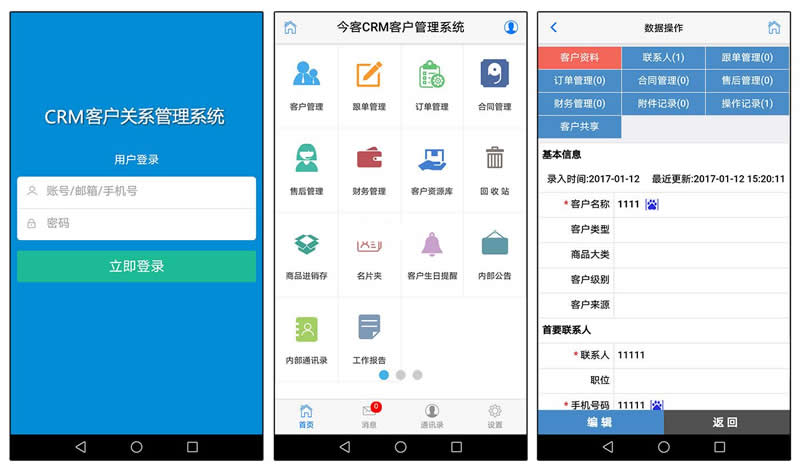 CRM客户关系管理系统
用户登录
账号/邮箱/手机号
密码
立即登录
今客CRM客户管理系统
客户管理 跟单管理 订单管理 合同管理
售后管理 财务管理 客户资源库 回 收 站
商品进销存 名片夹 客户生日提醒 内部公告
内部通讯录 工作报告
0
首页 消息 通讯录 设置
数据操作
客户资料 联系人(1) 跟单管理(0)
订单管理(0) 合同管理(0) 售后管理(0)
财务管理(0) 附件记录(0) 操作记录(1)
客户共享
基本信息
录入时间:2017-01-12 最近更新:2017-01-12 15:20:11
* 客户名称 1111
客户类型
商品大类
客户级别
客户来源
首要联系人
* 联系人 11111
职位
* 手机号码 11111
编 辑 返 回